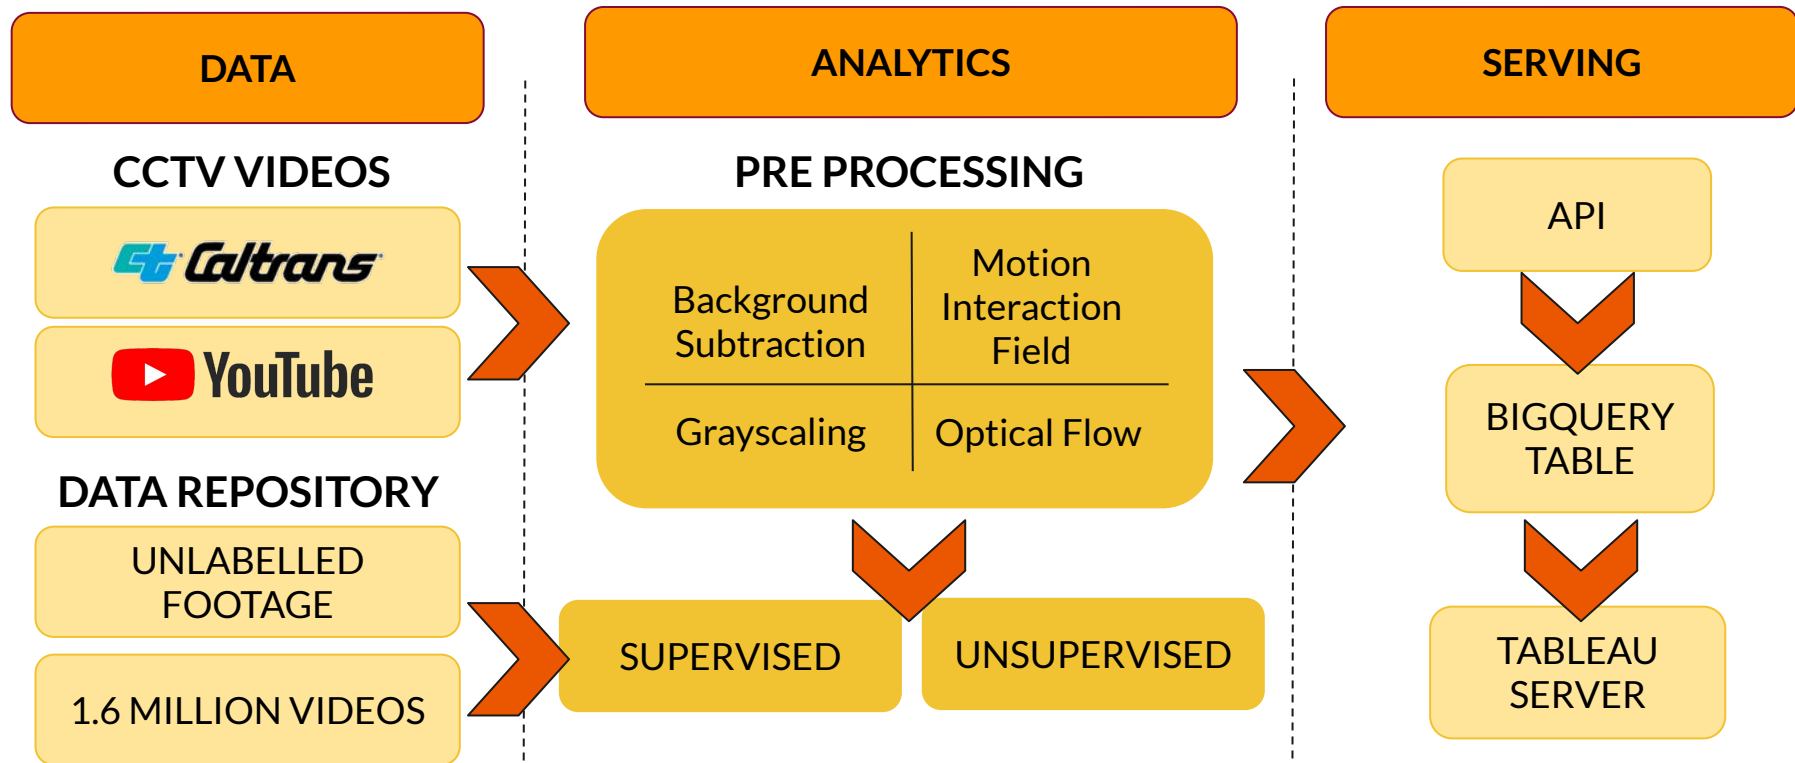 DATA
CCTV VIDEOS
Ct Caltrans
YouTube
DATA REPOSITORY
UNLABELLED
FOOTAGE
1.6 MILLION VIDEOS
ANALYTICS
PRE PROCESSING
Background
Subtraction
Motion
Interaction
Field
Grayscaling
Optical Flow
SUPERVISED
UNSUPERVISED
SERVING
API
BIGQUERY
TABLE
TABLEAU
SERVER